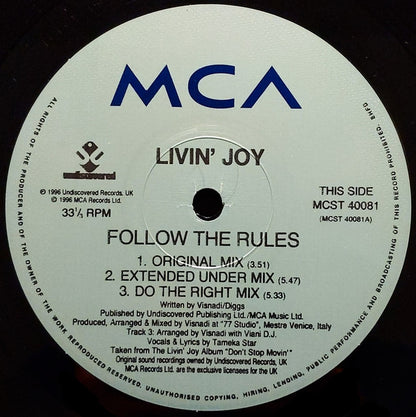 MCA
undiscovered
LIVIN' JOY
℗ 1996 Undiscovered Records, UK
© 1996 MCA Records Ltd.
33⅓ RPM
THIS SIDE
MCST 40081
(MCST 40081A)
FOLLOW THE RULES
1. ORIGINAL MIX (3.51)
2. EXTENDED UNDER MIX (5.47)
3. DO THE RIGHT MIX (5.33)
Written by Visnadi/Diggs
Published by Undiscovered Publishing Ltd./MCA Music Ltd.
Produced, Arranged & Mixed by Visnadi at "77 Studio", Mestre Venice, Italy
Track 3: Arranged by Visnadi with Viani D.J.
Vocals & Lyrics by Tameka Star
Taken from The Livin' Joy Album "Don't Stop Movin'"
Original sound recordings owned by Undiscovered Records, UK
MCA Records Ltd. are the exclusive licensees for the UK
ALL RIGHTS OF THE PRODUCER AND OF THE OWNER OF THE WORK REPRODUCED RESERVED. UNAUTHORISED COPYING, HIRING, LENDING, PUBLIC PERFORMANCE AND BROADCASTING OF THIS RECORD PROHIBITED.